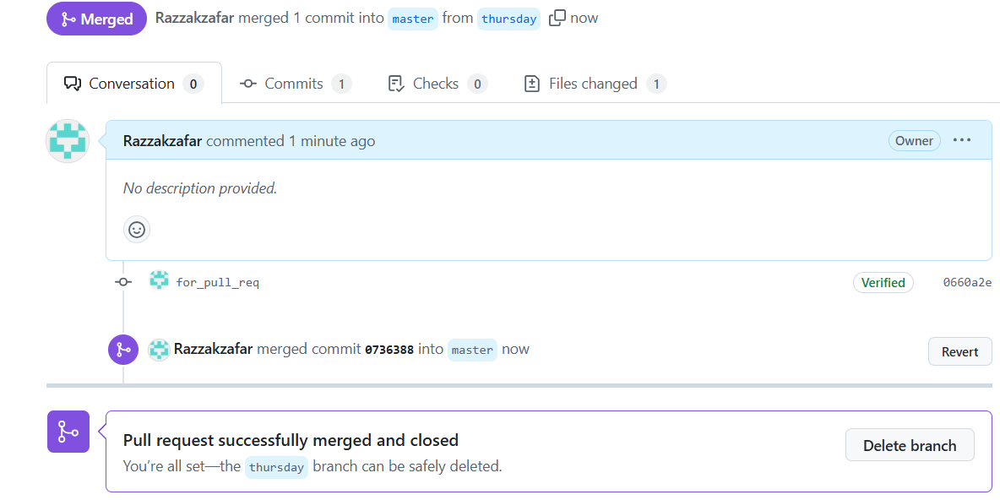 Merged Razzakzafar merged 1 commit into master from thursday now
Conversation 0 Commits 1 Checks 0 Files changed 1
Razzakzafar commented 1 minute ago Owner ...
No description provided.
for_pull_req Verified 0660a2e
Razzakzafar merged commit 0736388 into master now Revert
Pull request successfully merged and closed
You’re all set—the thursday branch can be safely deleted. Delete branch